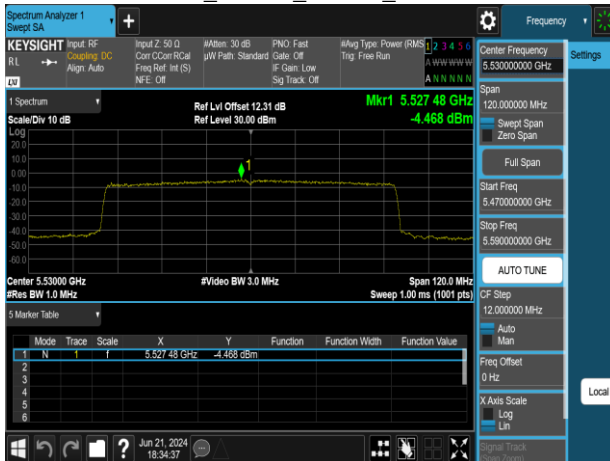 Spectrum Analyzer 1
Swept SA
Frequency
KEYSIGHT
RL
Input: RF
Coupling: DC
Align: Auto
Input Z: 50 Ω
Corr CCorr RCal
Freq Ref: Int (S)
NFE: Off
#Atten: 30 dB
µW Path: Standard
PNO: Fast
Gate: Off
IF Gain: Low
Sig Track: Off
#Avg Type: Power (RMS
Trig: Free Run
1 2 3 4 5 6
A W W W W W
A N N N N N
LXI
1 Spectrum
Scale/Div 10 dB
Ref Lvl Offset 12.31 dB
Ref Level 30.00 dBm
Mkr1 5.527 48 GHz
-4.468 dBm
Log
20.0
10.0
0.00
-10.0
-20.0
-30.0
-40.0
-50.0
-60.0
1
Center 5.53000 GHz
#Res BW 1.0 MHz
#Video BW 3.0 MHz
Span 120.0 MHz
Sweep 1.00 ms (1001 pts)
5 Marker Table
Mode Trace Scale X Y Function Function Width Function Value
1 N 1 f 5.527 48 GHz -4.468 dBm
2
3
4
5
6
Jun 21, 2024
18:34:37
?
Center Frequency
5.530000000 GHz
Span
120.000000 MHz
Swept Span
Zero Span
Full Span
Start Freq
5.470000000 GHz
Stop Freq
5.590000000 GHz
AUTO TUNE
CF Step
12.000000 MHz
Auto
Man
Freq Offset
0 Hz
X Axis Scale
Log
Lin
Signal Track
(Span Zoom)
Settings
Local